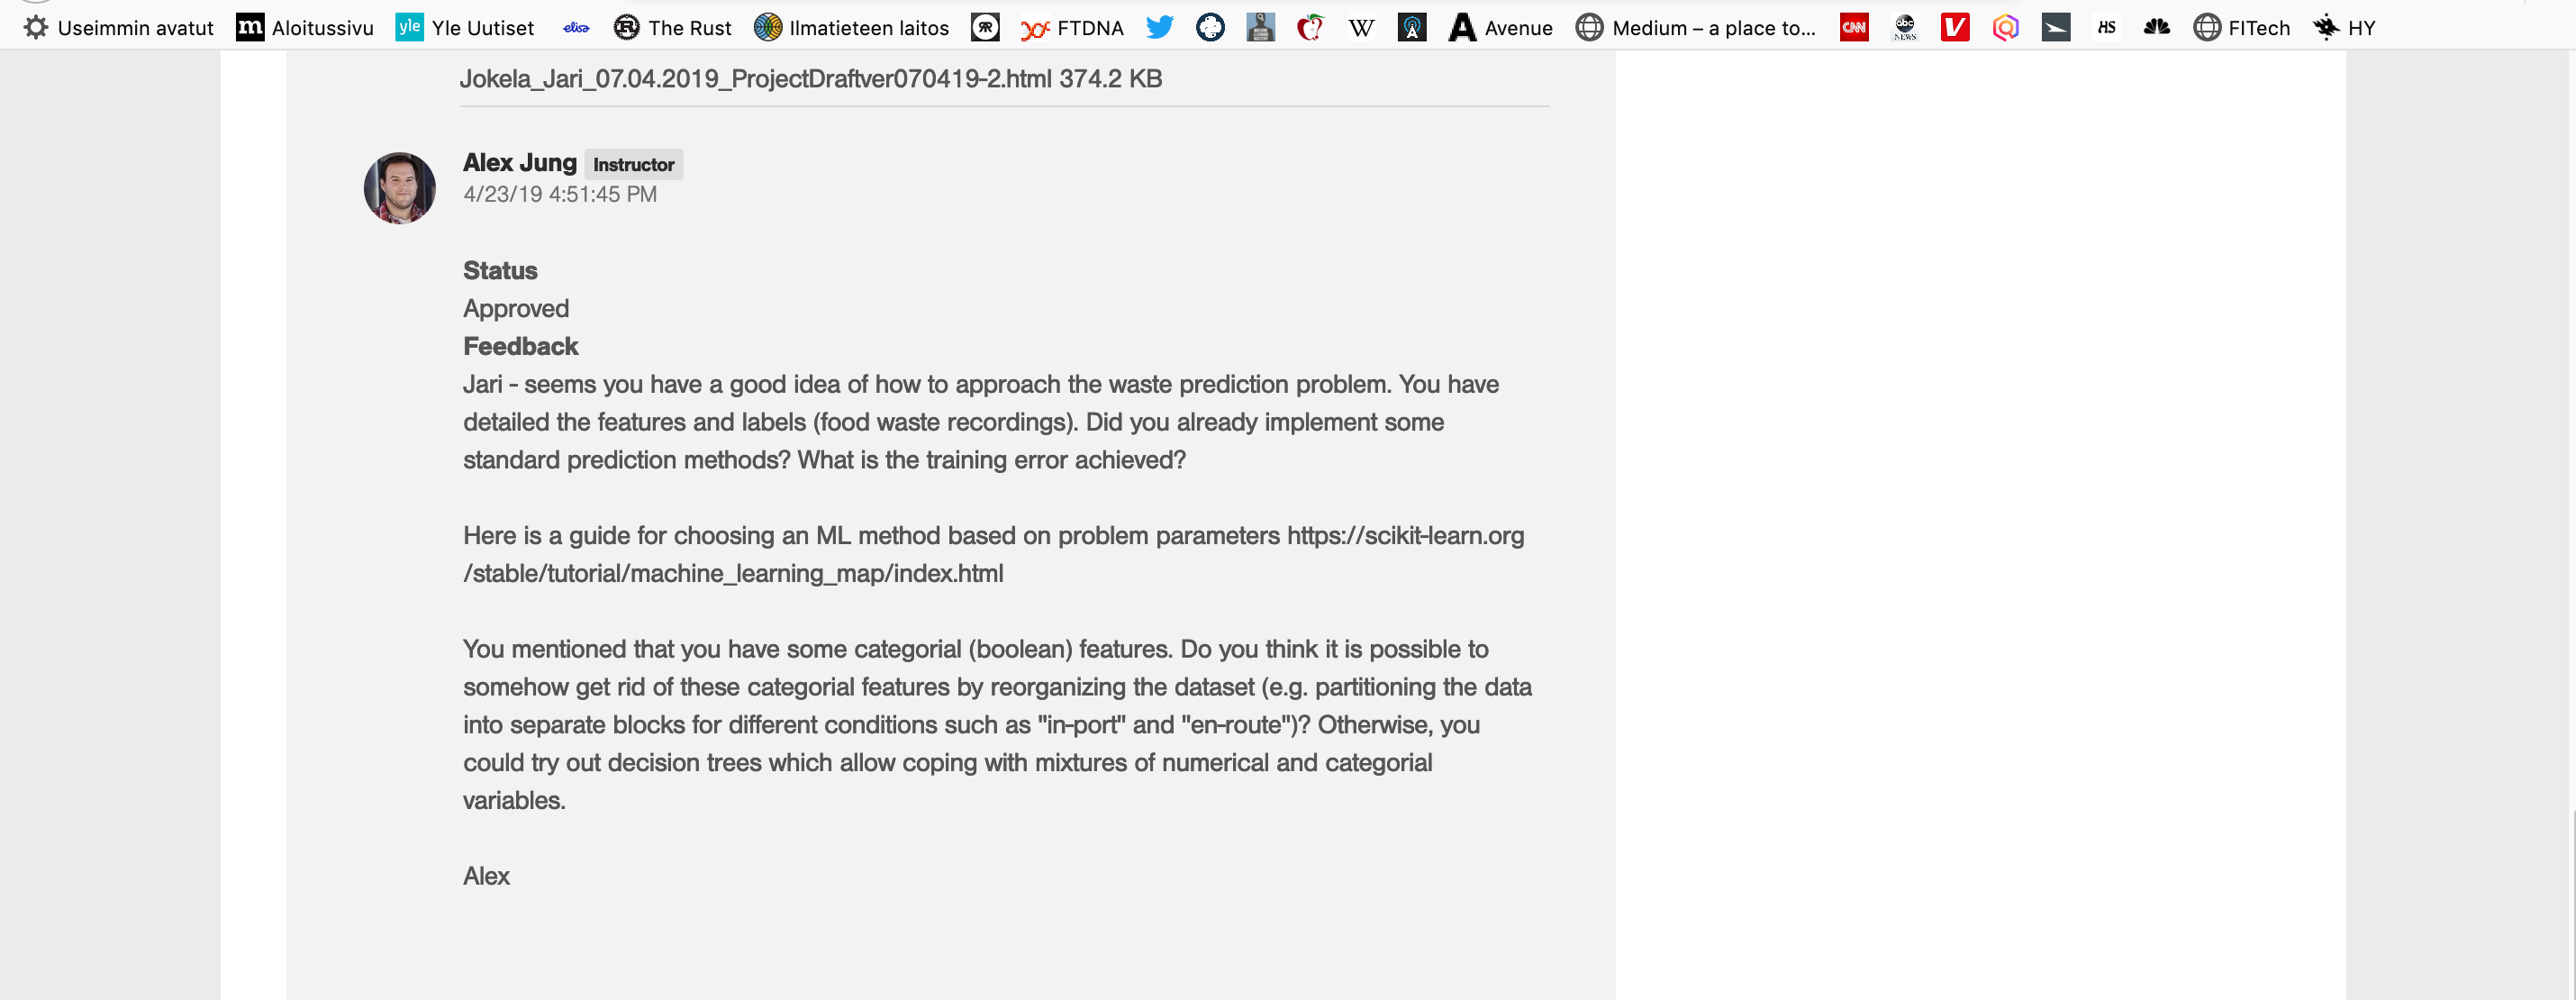 Useimmin avatut m Aloitussivu yle Yle Uutiset elisa The Rust Ilmatieteen laitos FTDNA W A Avenue Medium – a place to... CNN abc NEWS V HS FITech HY
Jokela_Jari_07.04.2019_ProjectDraftver070419-2.html 374.2 KB
Alex Jung Instructor
4/23/19 4:51:45 PM
Status
Approved
Feedback
Jari - seems you have a good idea of how to approach the waste prediction problem. You have
detailed the features and labels (food waste recordings). Did you already implement some
standard prediction methods? What is the training error achieved?
Here is a guide for choosing an ML method based on problem parameters https://scikit-learn.org
/stable/tutorial/machine_learning_map/index.html
You mentioned that you have some categorial (boolean) features. Do you think it is possible to
somehow get rid of these categorial features by reorganizing the dataset (e.g. partitioning the data
into separate blocks for different conditions such as "in-port" and "en-route")? Otherwise, you
could try out decision trees which allow coping with mixtures of numerical and categorial
variables.
Alex